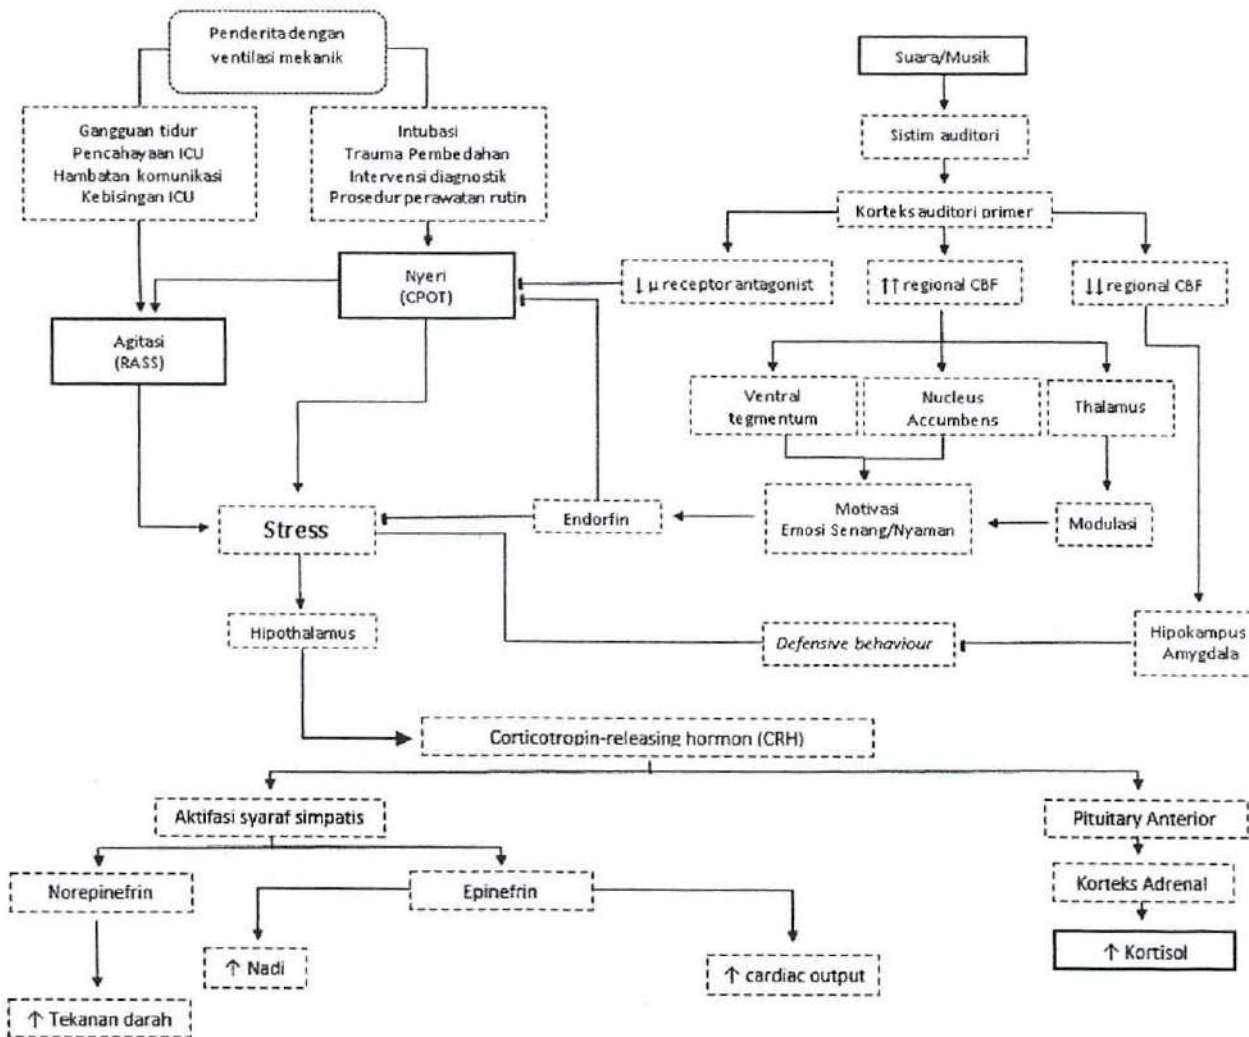 Penderita dengan
ventilasi mekanik
Suara/Musik
Gangguan tidur
Pencahayaan ICU
Hambatan komunikasi
Kebisingan ICU
Intubasi
Trauma Pembedahan
Intervensi diagnostik
Prosedur perawatan rutin
Sistim auditori
Korteks auditori primer
Nyeri
(CPOT)
↓ µ receptor antagonist
↑↑ regional CBF
↓↓ regional CBF
Agitasi
(RASS)
Ventral
tegmentum
Nucleus
Accumbens
Thalamus
Stress
Endorfin
Motivasi
Emosi Senang/Nyaman
Modulasi
Hipothalamus
Defensive behaviour
Hipokampus
Amygdala
Corticotropin-releasing hormon (CRH)
Aktifasi syaraf simpatis
Pituitary Anterior
Norepinefrin
Epinefrin
Korteks Adrenal
↑ Nadi
↑ cardiac output
↑ Kortisol
↑ Tekanan darah